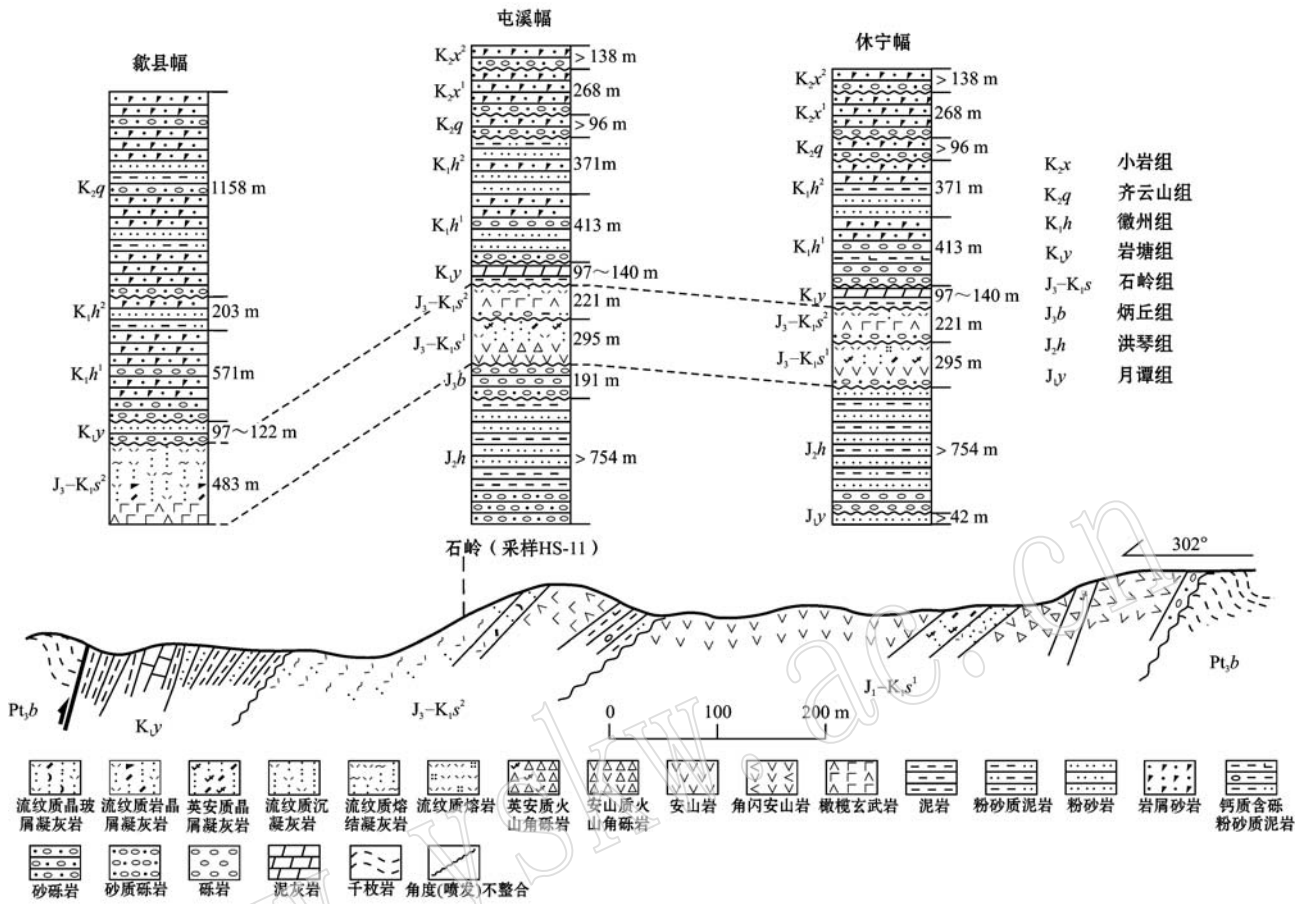 歙县幅
K₂q 1158 m
K₁h² 203 m
K₁h¹ 571m
K₁y 97～122 m
J₃-K₁s² 483 m
屯溪幅
K₂x² > 138 m
K₂x¹ 268 m
K₂q > 96 m
K₁h² 371m
K₁h¹ 413 m
K₁y 97～140 m
J₃-K₁s² 221 m
J₃-K₁s¹ 295 m
J₃b 191 m
J₂h > 754 m
休宁幅
K₂x² > 138 m
K₂x¹ 268 m
K₂q > 96 m
K₁h² 371 m
K₁h¹ 413 m
K₁y 97～140 m
J₃-K₁s² 221 m
J₃-K₁s¹ 295 m
J₂h > 754 m
J₁y > 42 m
K₂x 小岩组
K₂q 齐云山组
K₁h 徽州组
K₁y 岩塘组
J₃-K₁s 石岭组
J₃b 炳丘组
J₂h 洪琴组
J₁y 月谭组
石岭（采样HS-11）
302°
Pt₃b
K₁y
J₃-K₁s²
J₁-K₁s¹
Pt₃b
0 100 200 m
流纹质晶玻屑凝灰岩
流纹质岩晶屑凝灰岩
英安质晶屑凝灰岩
流纹质沉凝灰岩
流纹质熔结凝灰岩
流纹质熔岩
英安质火山角砾岩
安山质火山角砾岩
安山岩
角闪安山岩
橄榄玄武岩
泥岩
粉砂质泥岩
粉砂岩
岩屑砂岩
钙质含砾粉砂质泥岩
砂砾岩
砂质砾岩
砾岩
泥灰岩
千枚岩
角度(喷发)不整合
www.yskw.ac.cn